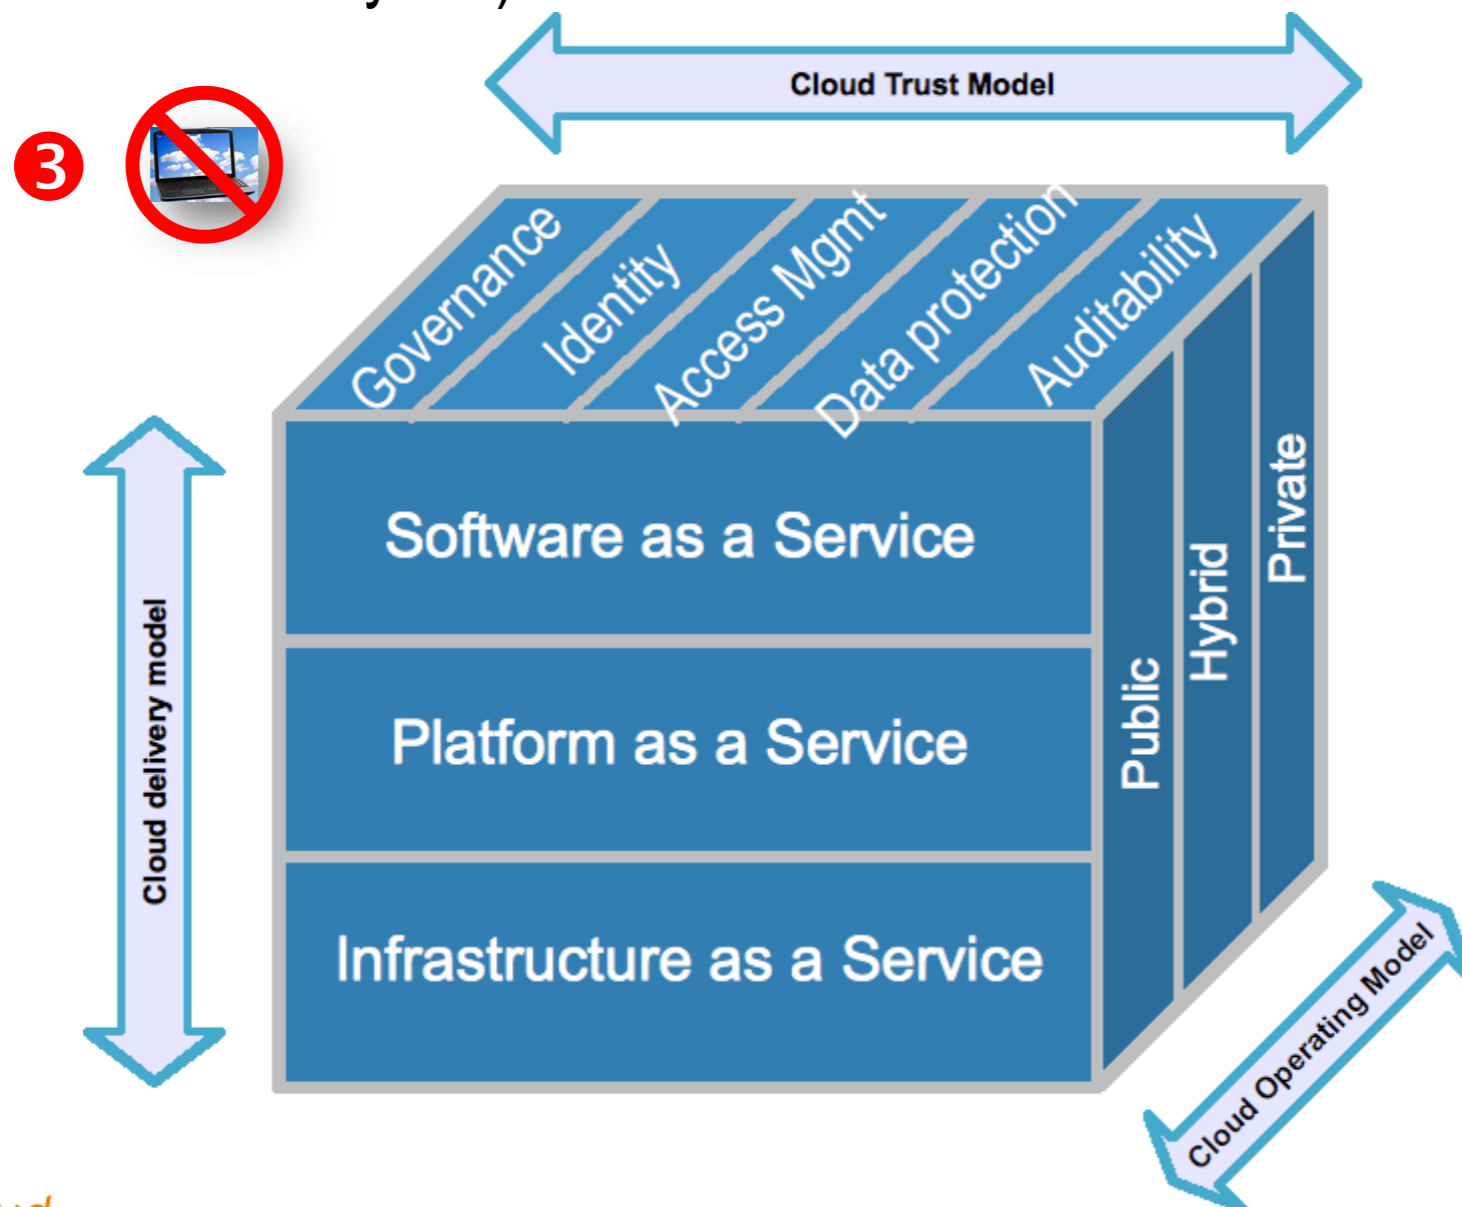 Cloud Trust Model
3
Governance
Identity
Access Mgmt
Data protection
Auditability
Software as a Service
Platform as a Service
Infrastructure as a Service
Public
Hybrid
Private
Cloud delivery model
Cloud Operating Model